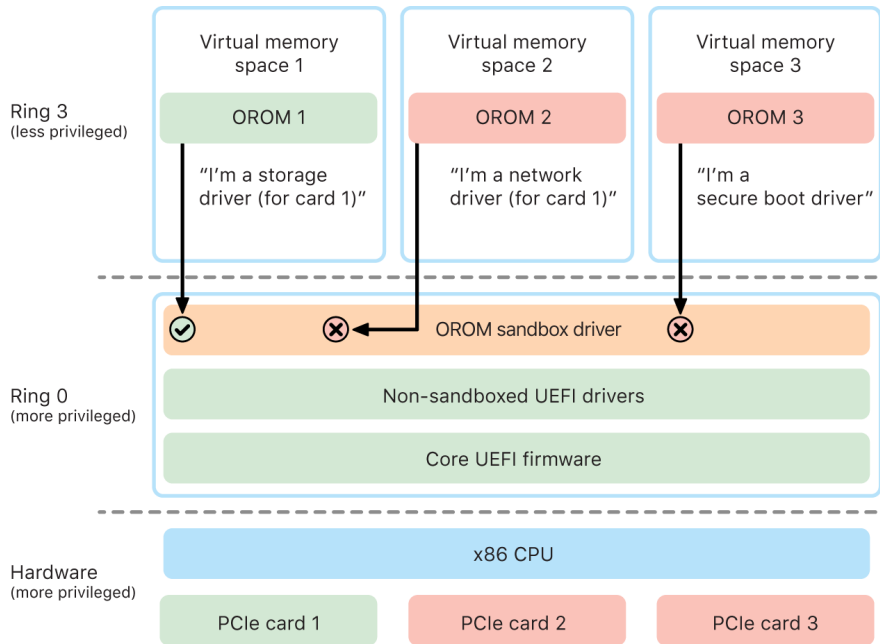 Virtual memory
space 1
Virtual memory
space 2
Virtual memory
space 3
Ring 3
(less privileged)
OROM 1
OROM 2
OROM 3
“I’m a storage
driver (for card 1)”
“I’m a network
driver (for card 1)”
“I’m a
secure boot driver”
OROM sandbox driver
Ring 0
(more privileged)
Non-sandboxed UEFI drivers
Core UEFI firmware
Hardware
(more privileged)
x86 CPU
PCIe card 1
PCIe card 2
PCIe card 3